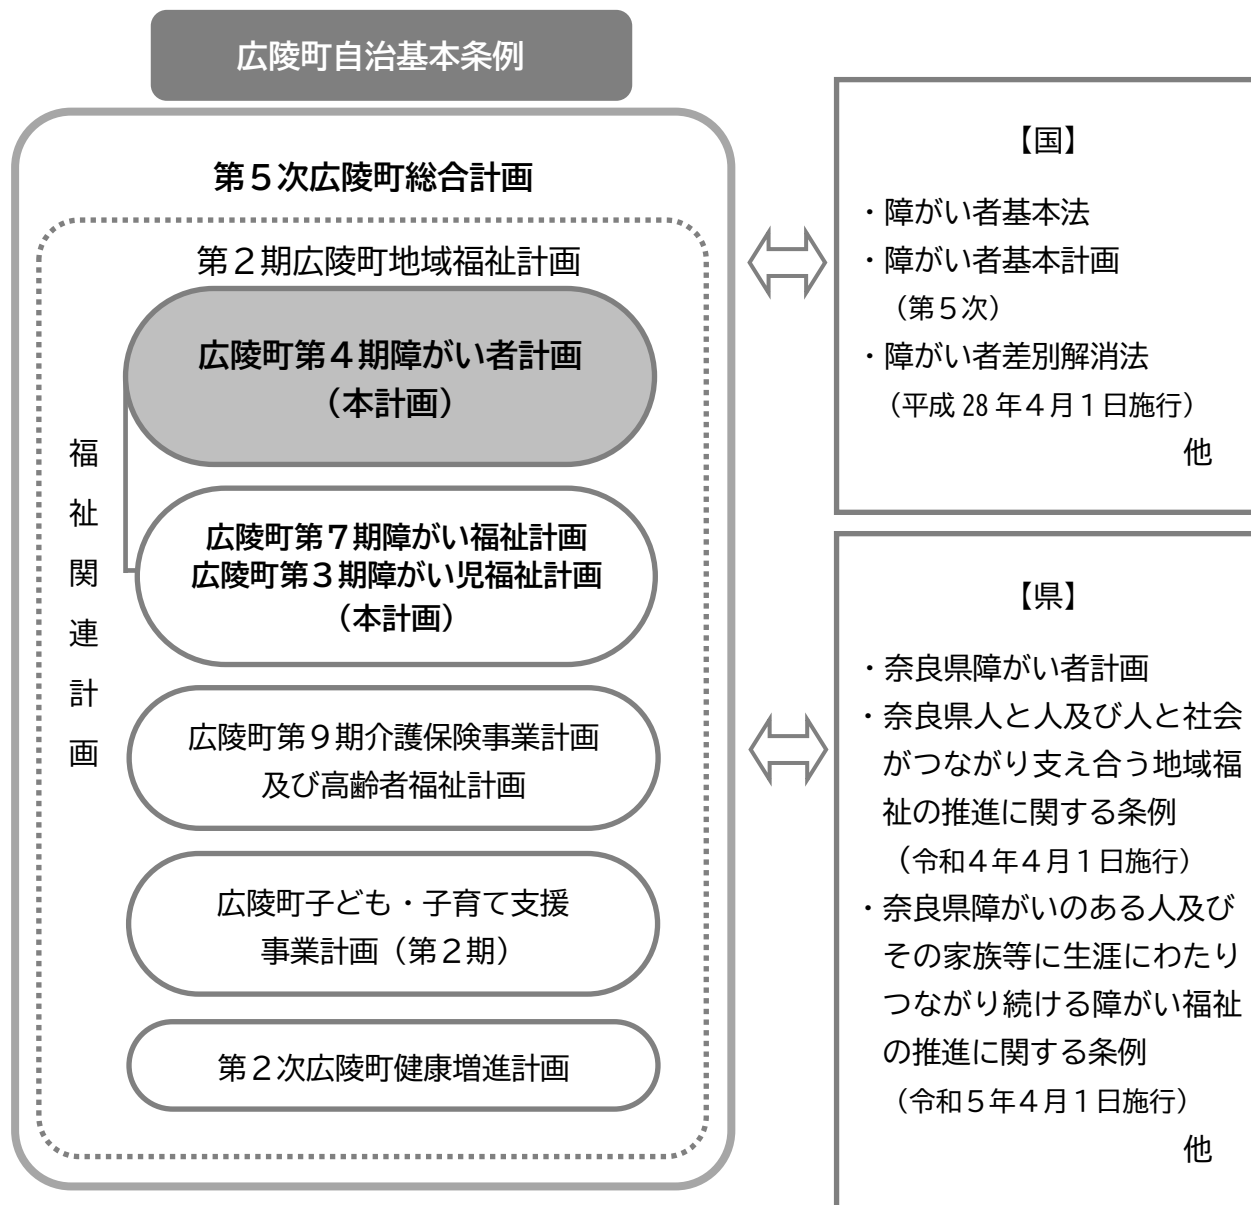 広陵町自治基本条例
第５次広陵町総合計画
第２期広陵町地域福祉計画
広陵町第４期障がい者計画
（本計画）
広陵町第７期障がい福祉計画
広陵町第３期障がい児福祉計画
（本計画）
広陵町第９期介護保険事業計画
及び高齢者福祉計画
広陵町子ども・子育て支援
事業計画（第２期）
第２次広陵町健康増進計画
福祉関連計画
【国】
・障がい者基本法
・障がい者基本計画
（第５次）
・障がい者差別解消法
（平成 28 年４月１日施行）
他
【県】
・奈良県障がい者計画
・奈良県人と人及び人と社会
がつながり支え合う地域福
祉の推進に関する条例
（令和４年４月１日施行）
・奈良県障がいのある人及び
その家族等に生涯にわたり
つながり続ける障がい福祉
の推進に関する条例
（令和５年４月１日施行）
他